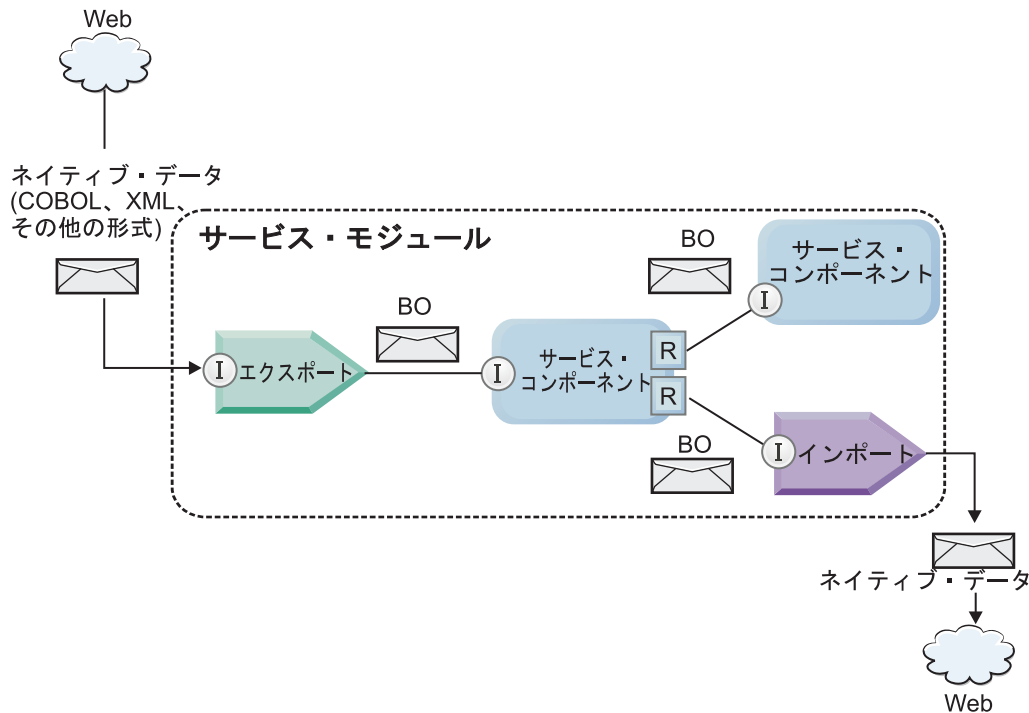 Web
ネイティブ・データ
(COBOL、XML、
その他の形式)
サービス・モジュール
BO
サービス・
コンポーネント
I
BO
I
エクスポート
I
サービス・
コンポーネント
R
R
BO
I
インポート
ネイティブ・データ
Web